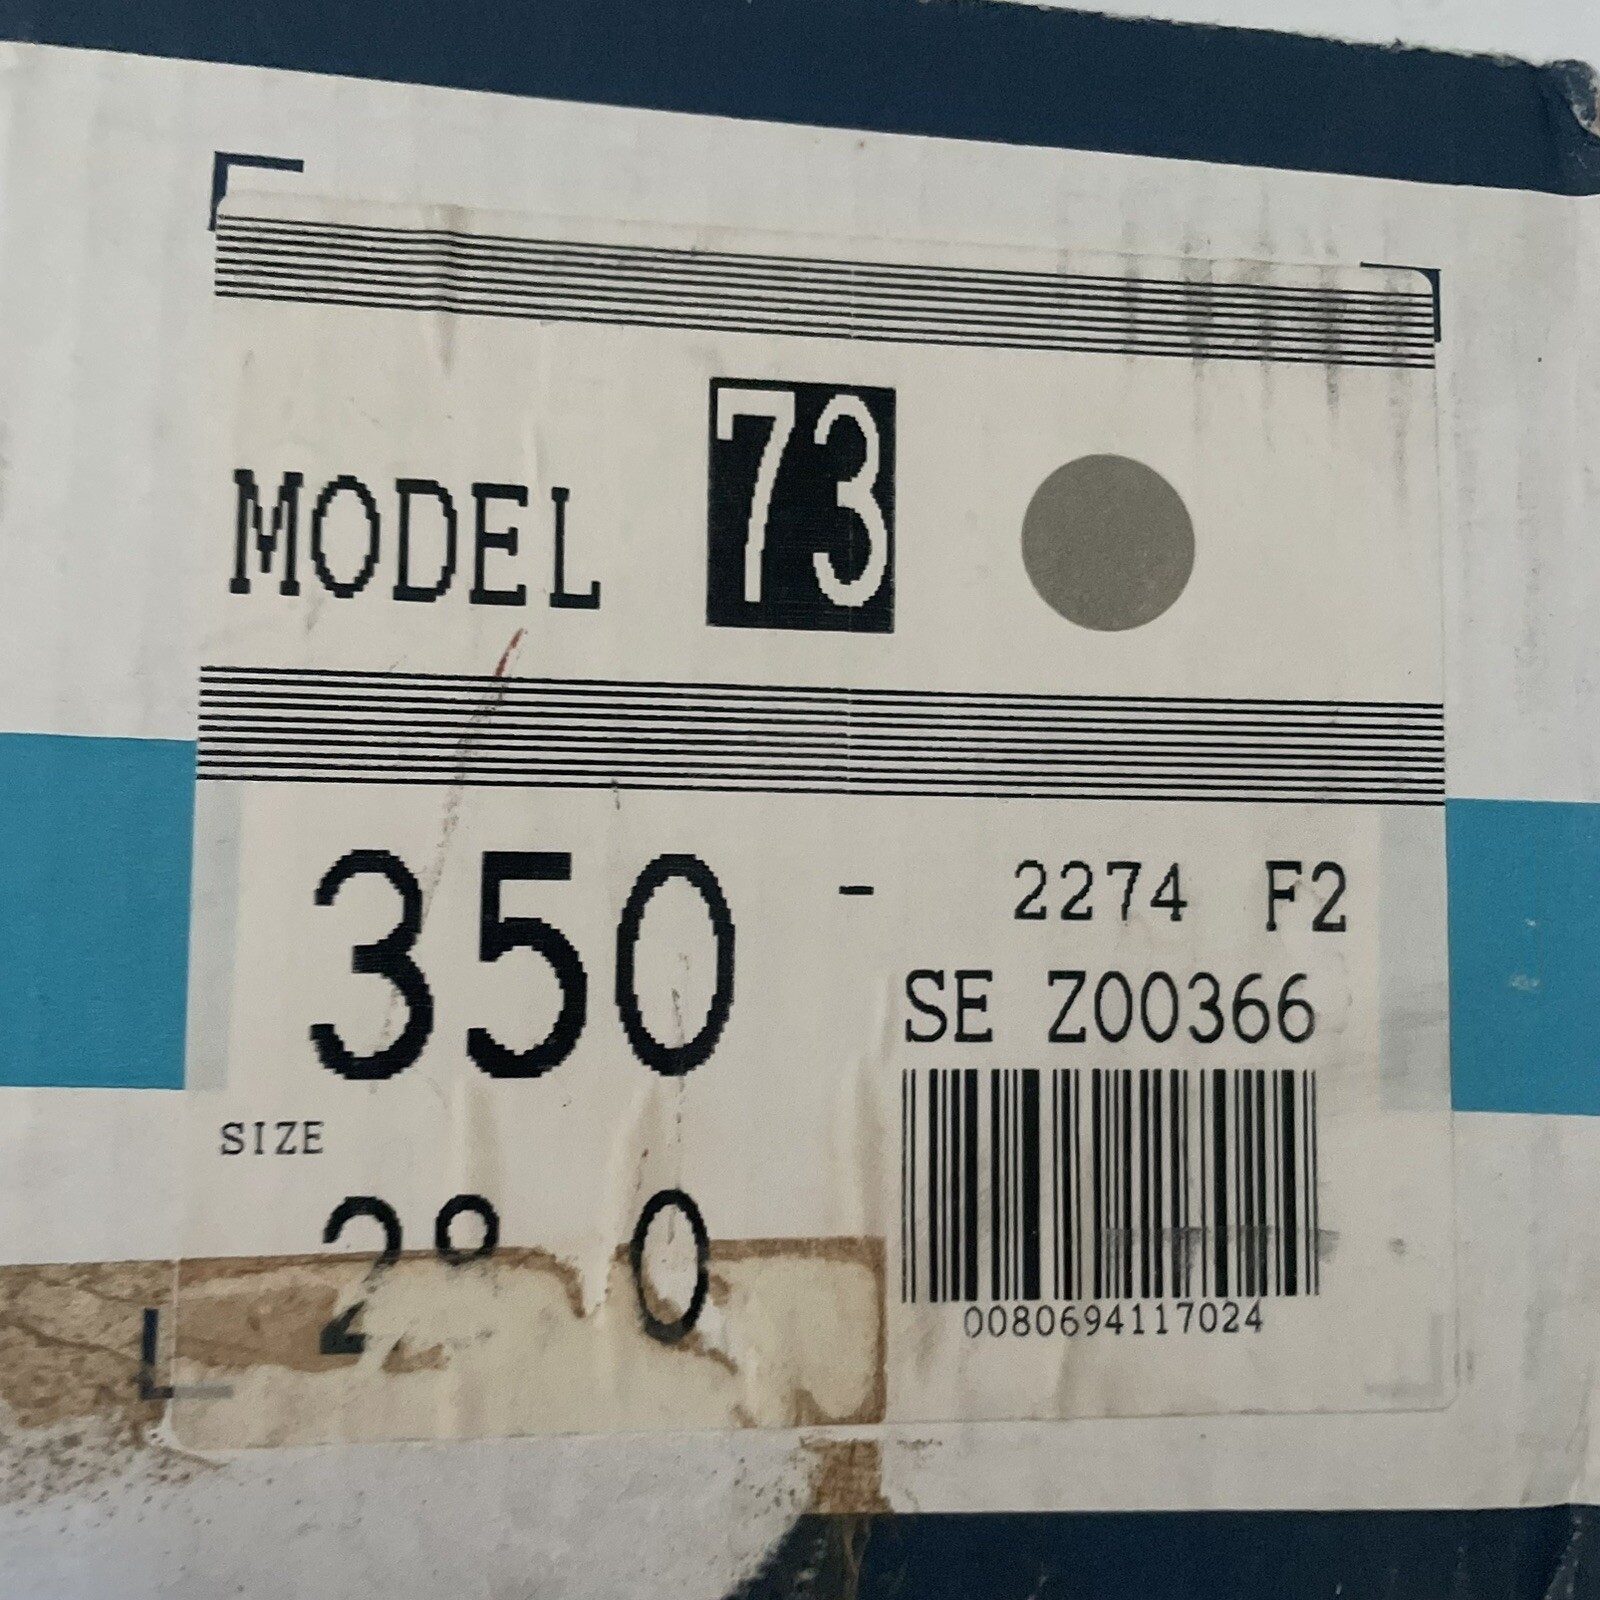 MODEL 73
350 - 2274 F2
SE Z00366
SIZE
0080694117024